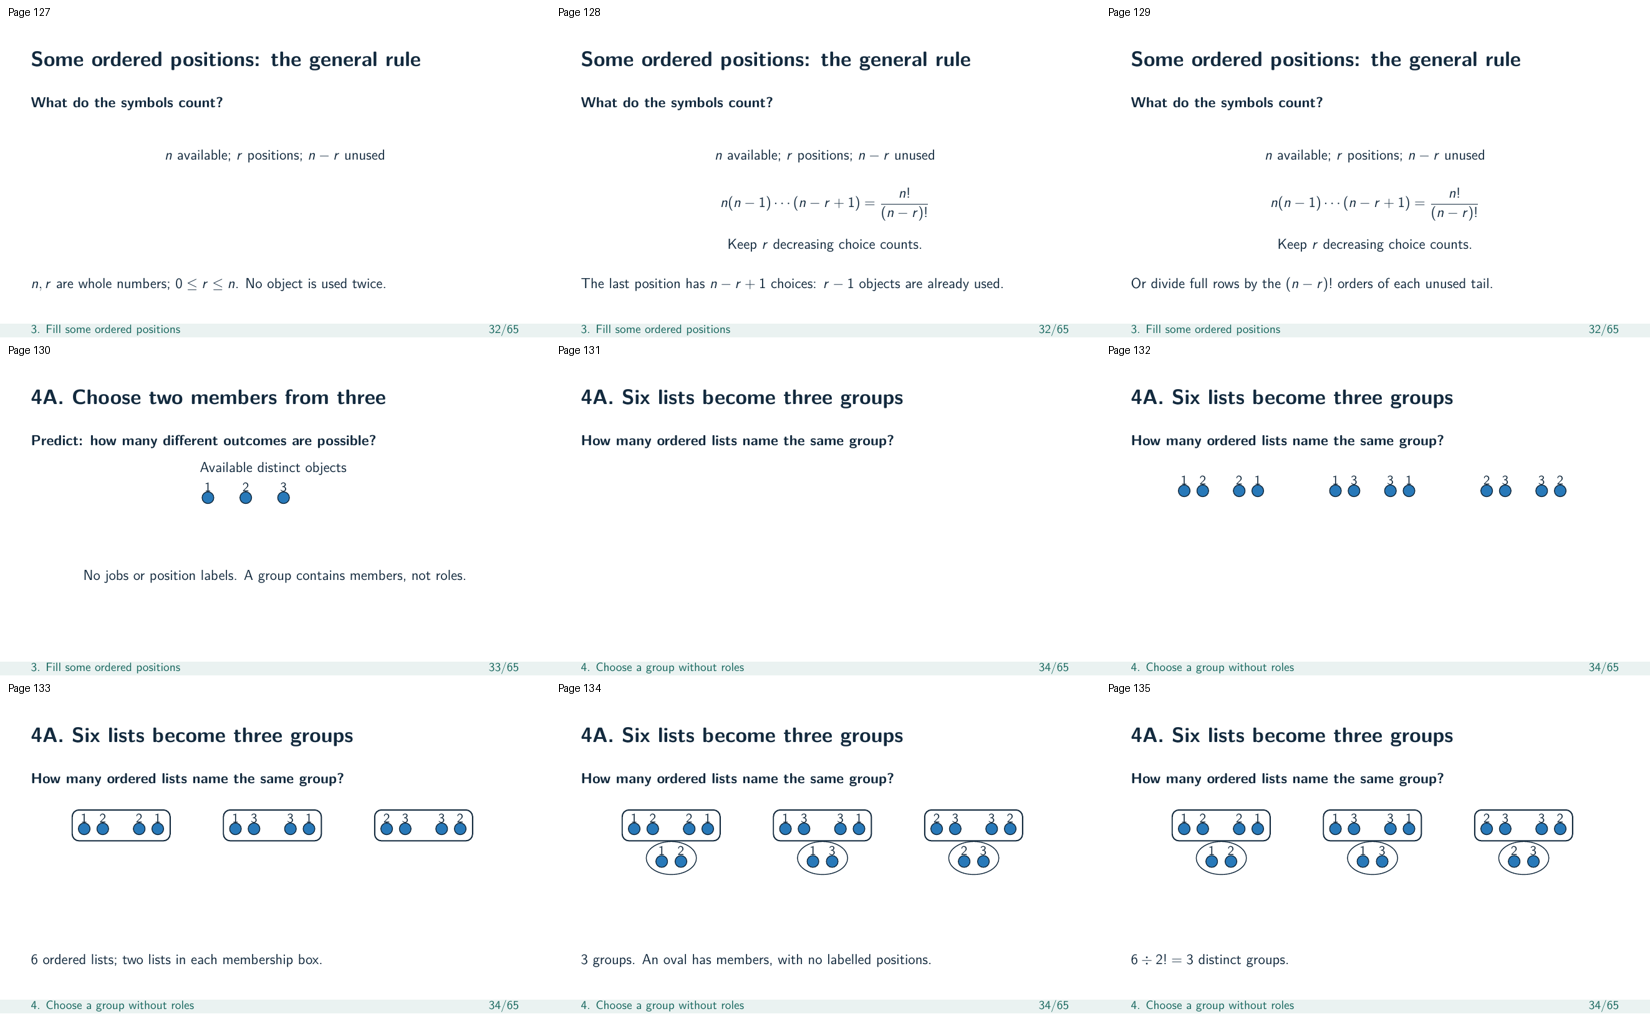 Page 127
Some ordered positions: the general rule
What do the symbols count?
n available; r positions; n − r unused
n, r are whole numbers; 0 ≤ r ≤ n. No object is used twice.
3. Fill some ordered positions 32/65
Page 128
Some ordered positions: the general rule
What do the symbols count?
n available; r positions; n − r unused
n(n − 1) · · · (n − r + 1) = n! / (n − r)!
Keep r decreasing choice counts.
The last position has n − r + 1 choices: r − 1 objects are already used.
3. Fill some ordered positions 32/65
Page 129
Some ordered positions: the general rule
What do the symbols count?
n available; r positions; n − r unused
n(n − 1) · · · (n − r + 1) = n! / (n − r)!
Keep r decreasing choice counts.
Or divide full rows by the (n − r)! orders of each unused tail.
3. Fill some ordered positions 32/65
Page 130
4A. Choose two members from three
Predict: how many different outcomes are possible?
Available distinct objects
1 2 3
No jobs or position labels. A group contains members, not roles.
3. Fill some ordered positions 33/65
Page 131
4A. Six lists become three groups
How many ordered lists name the same group?
4. Choose a group without roles 34/65
Page 132
4A. Six lists become three groups
How many ordered lists name the same group?
1 2 2 1 1 3 3 1 2 3 3 2
4. Choose a group without roles 34/65
Page 133
4A. Six lists become three groups
How many ordered lists name the same group?
1 2 2 1 1 3 3 1 2 3 3 2
6 ordered lists; two lists in each membership box.
4. Choose a group without roles 34/65
Page 134
4A. Six lists become three groups
How many ordered lists name the same group?
1 2 2 1 1 3 3 1 2 3 3 2
1 2 1 3 2 3
3 groups. An oval has members, with no labelled positions.
4. Choose a group without roles 34/65
Page 135
4A. Six lists become three groups
How many ordered lists name the same group?
1 2 2 1 1 3 3 1 2 3 3 2
1 2 1 3 2 3
6 ÷ 2! = 3 distinct groups.
4. Choose a group without roles 34/65